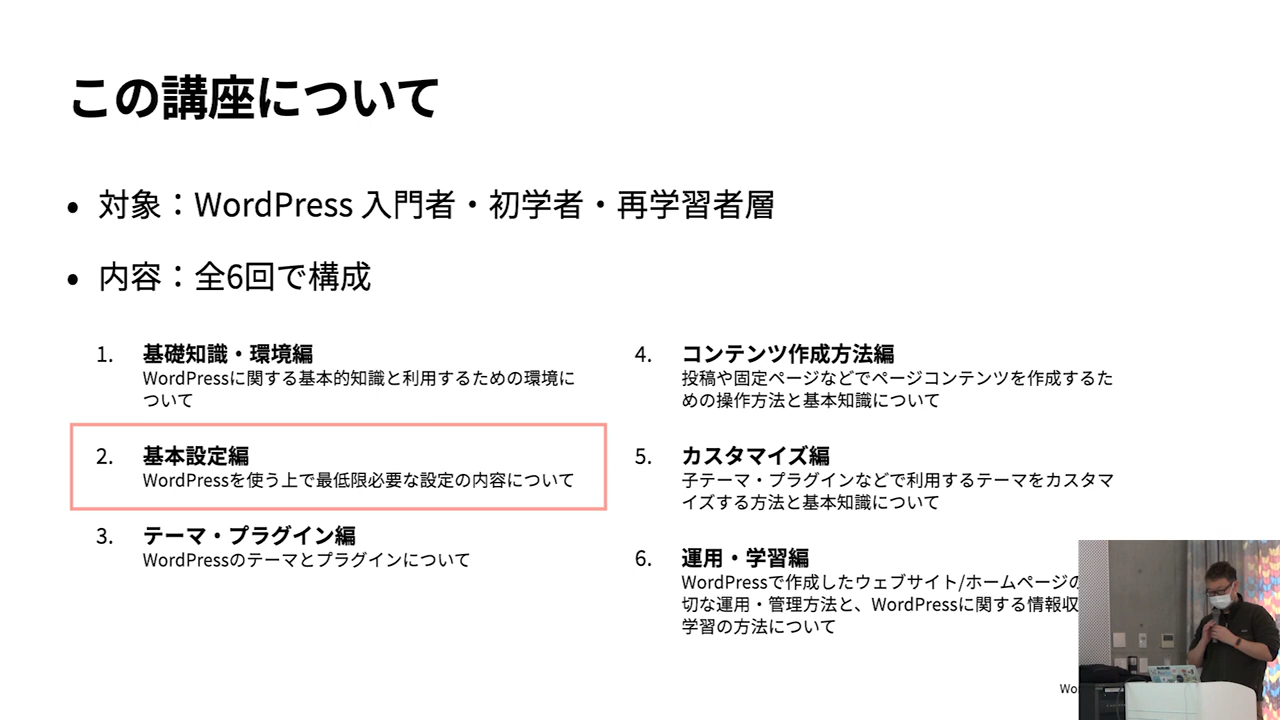 この講座について
• 対象：WordPress 入門者・初学者・再学習者層
• 内容：全6回で構成
1. 基礎知識・環境編
WordPressに関する基本的知識と利用するための環境に
ついて
2. 基本設定編
WordPressを使う上で最低限必要な設定の内容について
3. テーマ・プラグイン編
WordPressのテーマとプラグインについて
4. コンテンツ作成方法編
投稿や固定ページなどでページコンテンツを作成するた
めの操作方法と基本知識について
5. カスタマイズ編
子テーマ・プラグインなどで利用するテーマをカスタマ
イズする方法と基本知識について
6. 運用・学習編
WordPressで作成したウェブサイト/ホームページの
切な運用・管理方法と、WordPressに関する情報収
学習の方法について